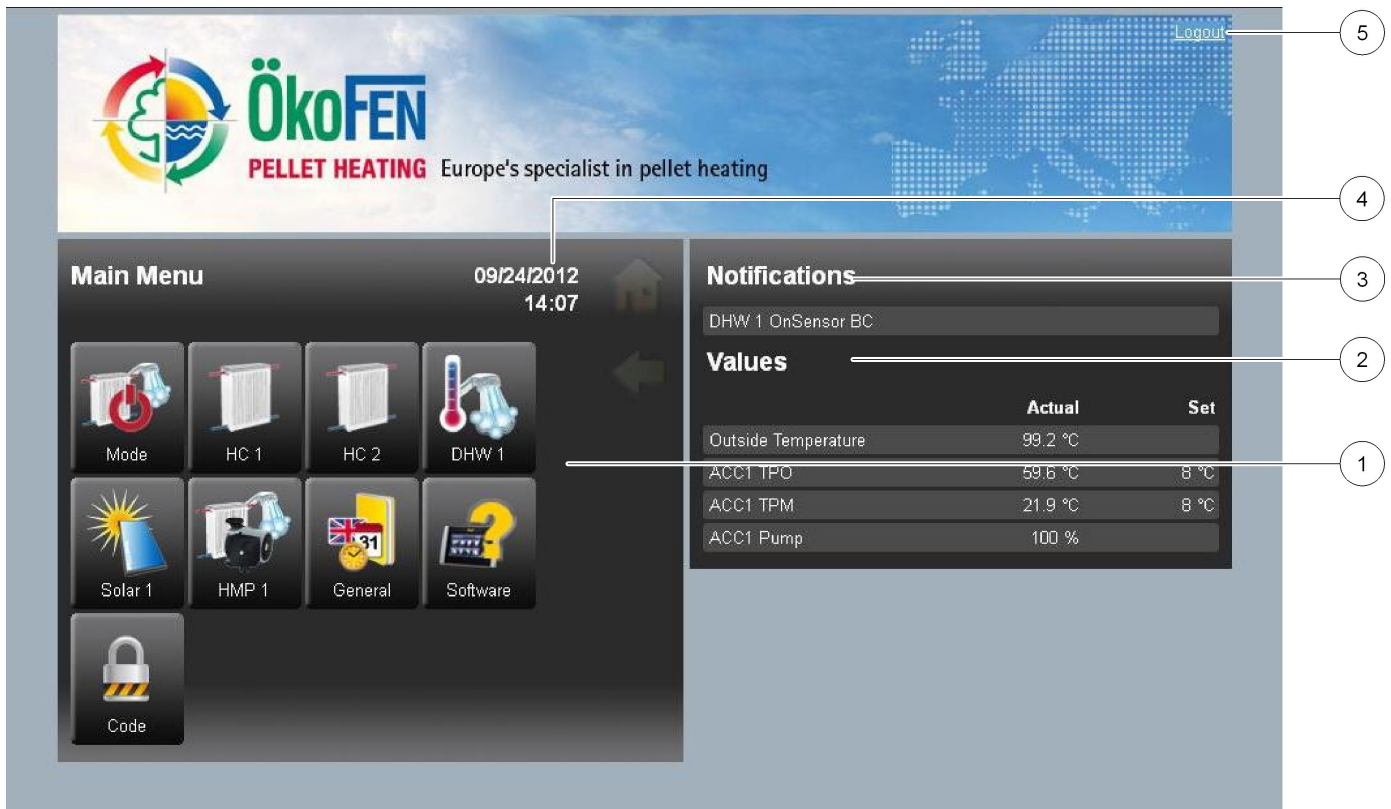 Logout
5
ÖkoFEN
PELLET HEATING Europe's specialist in pellet heating
4
Main Menu
09/24/2012
14:07
Notifications
3
DHW 1 OnSensor BC
Values
2
Actual Set
Outside Temperature 99.2 °C
ACC1 TPO 59.6 °C 8 °C
1
ACC1 TPM 21.9 °C 8 °C
ACC1 Pump 100 %
Mode HC 1 HC 2 DHW 1
31
Solar 1 HMP 1 General Software
Code